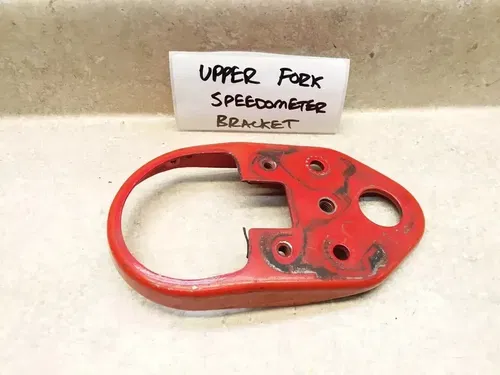 UPPER FORK
SPEEDOMETER
BRACKET